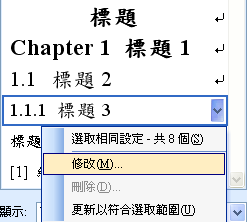 標題
Chapter 1 標題 1
1.1 標題 2
1.1.1 標題 3
標題
選取相同設定 - 共 8 個(S)
修改(M)...
[1]
刪除(D)...
顯示:
更新以符合選取範圍(U)